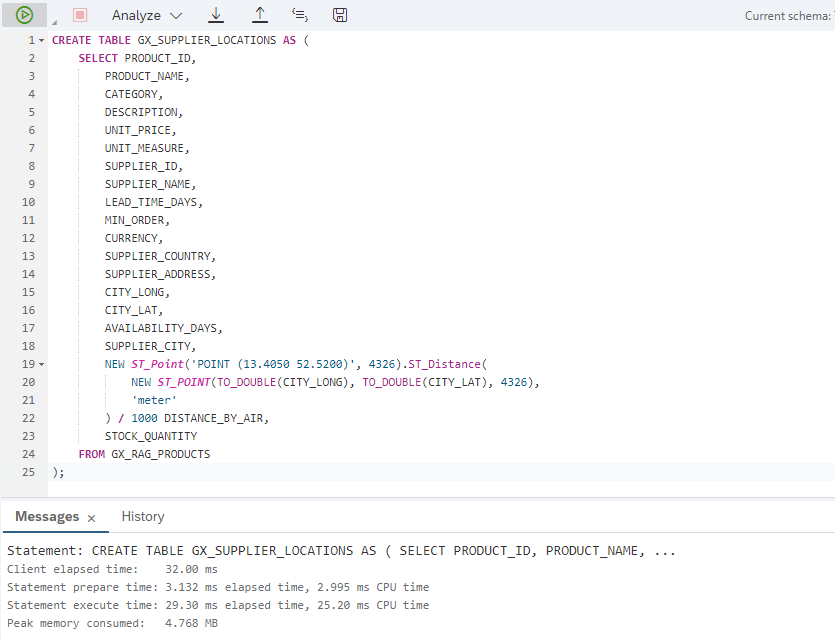 Analyze
Current schema:
1 CREATE TABLE GX_SUPPLIER_LOCATIONS AS (
2 SELECT PRODUCT_ID,
3 PRODUCT_NAME,
4 CATEGORY,
5 DESCRIPTION,
6 UNIT_PRICE,
7 UNIT_MEASURE,
8 SUPPLIER_ID,
9 SUPPLIER_NAME,
10 LEAD_TIME_DAYS,
11 MIN_ORDER,
12 CURRENCY,
13 SUPPLIER_COUNTRY,
14 SUPPLIER_ADDRESS,
15 CITY_LONG,
16 CITY_LAT,
17 AVAILABILITY_DAYS,
18 SUPPLIER_CITY,
19 NEW ST_Point('POINT (13.4050 52.5200)', 4326).ST_Distance(
20 NEW ST_POINT(TO_DOUBLE(CITY_LONG), TO_DOUBLE(CITY_LAT), 4326),
21 'meter'
22 ) / 1000 DISTANCE_BY_AIR,
23 STOCK_QUANTITY
24 FROM GX_RAG_PRODUCTS
25 );
Messages × History
Statement: CREATE TABLE GX_SUPPLIER_LOCATIONS AS ( SELECT PRODUCT_ID, PRODUCT_NAME, ...
Client elapsed time: 32.00 ms
Statement prepare time: 3.132 ms elapsed time, 2.995 ms CPU time
Statement execute time: 29.30 ms elapsed time, 25.20 ms CPU time
Peak memory consumed: 4.768 MB